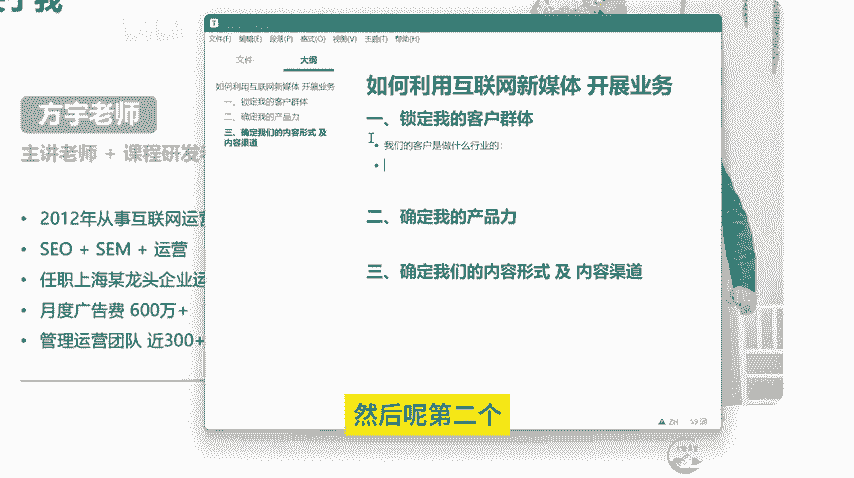 于我
方宇老师
主讲老师 + 课程研发
• 2012年从事互联网运营
• SEO + SEM + 运营
• 任职上海某龙头企业运
• 月度广告费 600万+
• 管理运营团队 近300+
T
文件(F) 编辑(E) 段落(P) 格式(O) 视图(V) 主题(T) 帮助(H)
文件 大纲
如何利用互联网新媒体 开展业务
一、锁定我的客户群体
二、确定我的产品力
三、确定我们的内容形式 及
内容渠道
如何利用互联网新媒体 开展业务
一、锁定我的客户群体
• 我们的客户是做什么行业的:
•
二、确定我的产品力
三、确定我们的内容形式 及 内容渠道
ZH
然后呢第二个